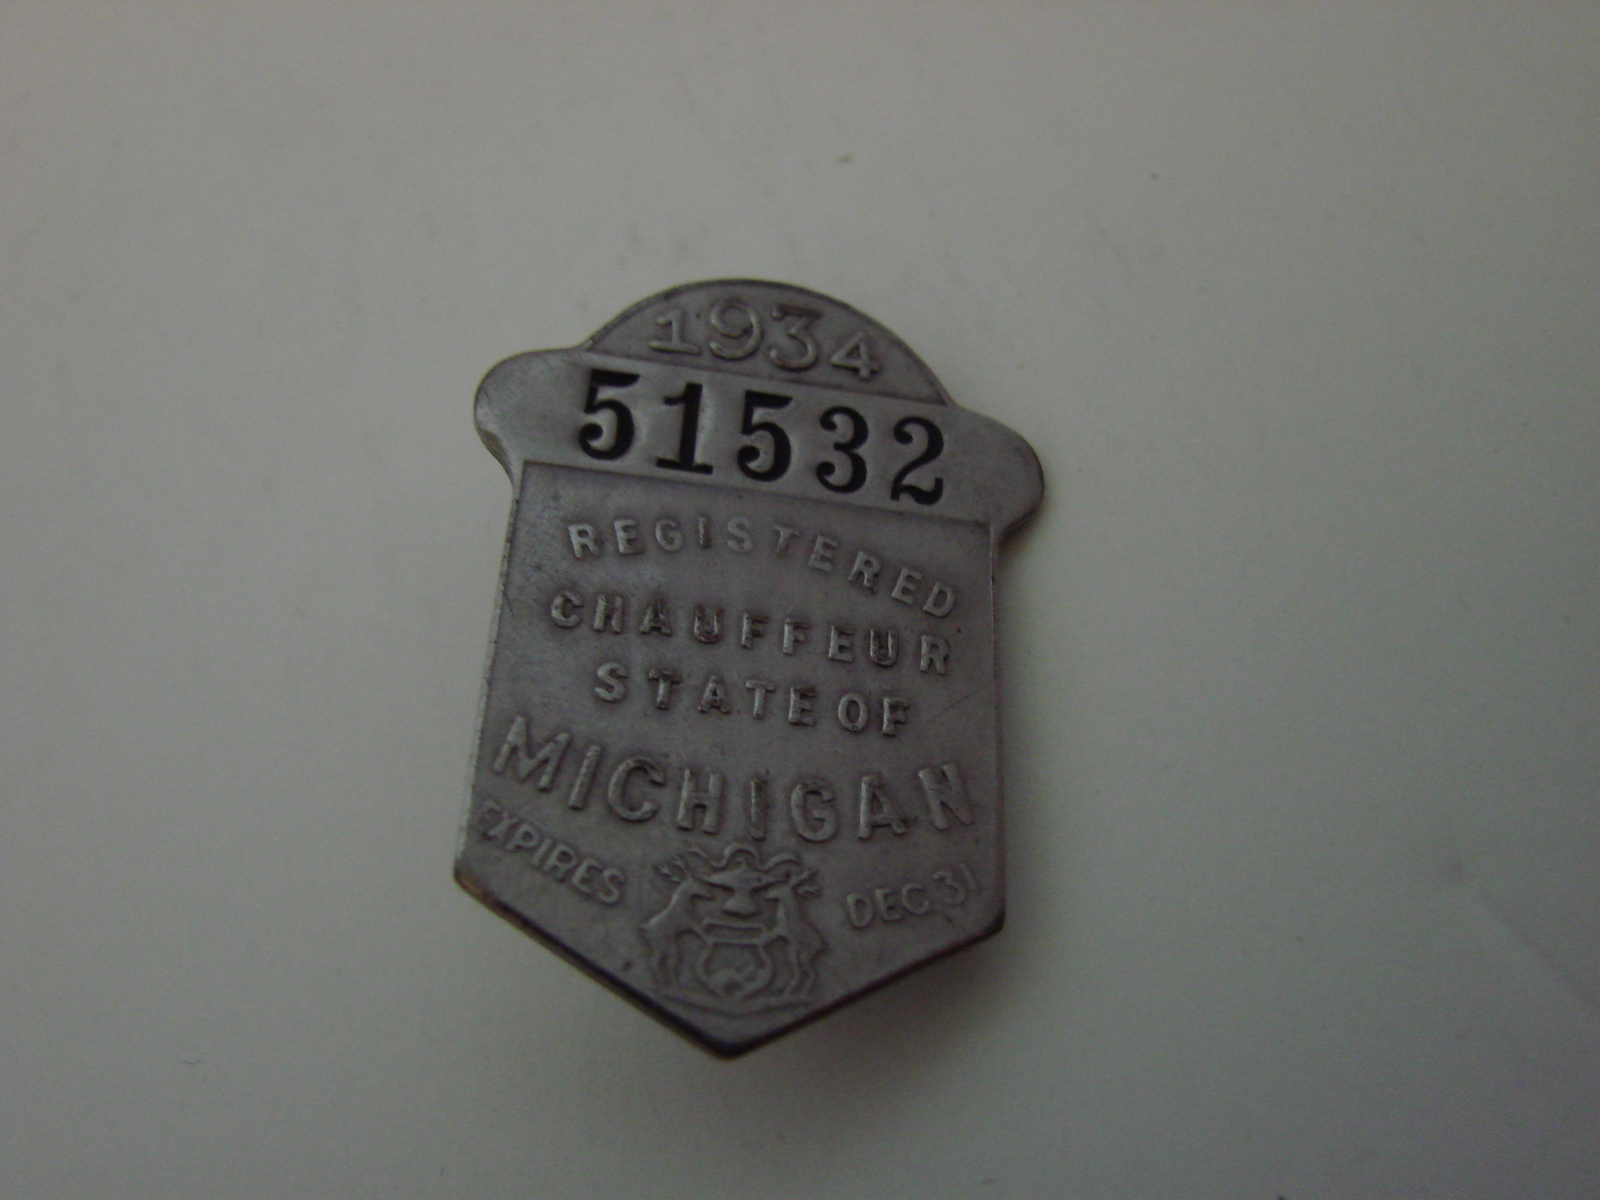 1934
51532
REGISTERED
CHAUFFEUR
STATE OF
MICHIGAN
EXPIRES DEC 31